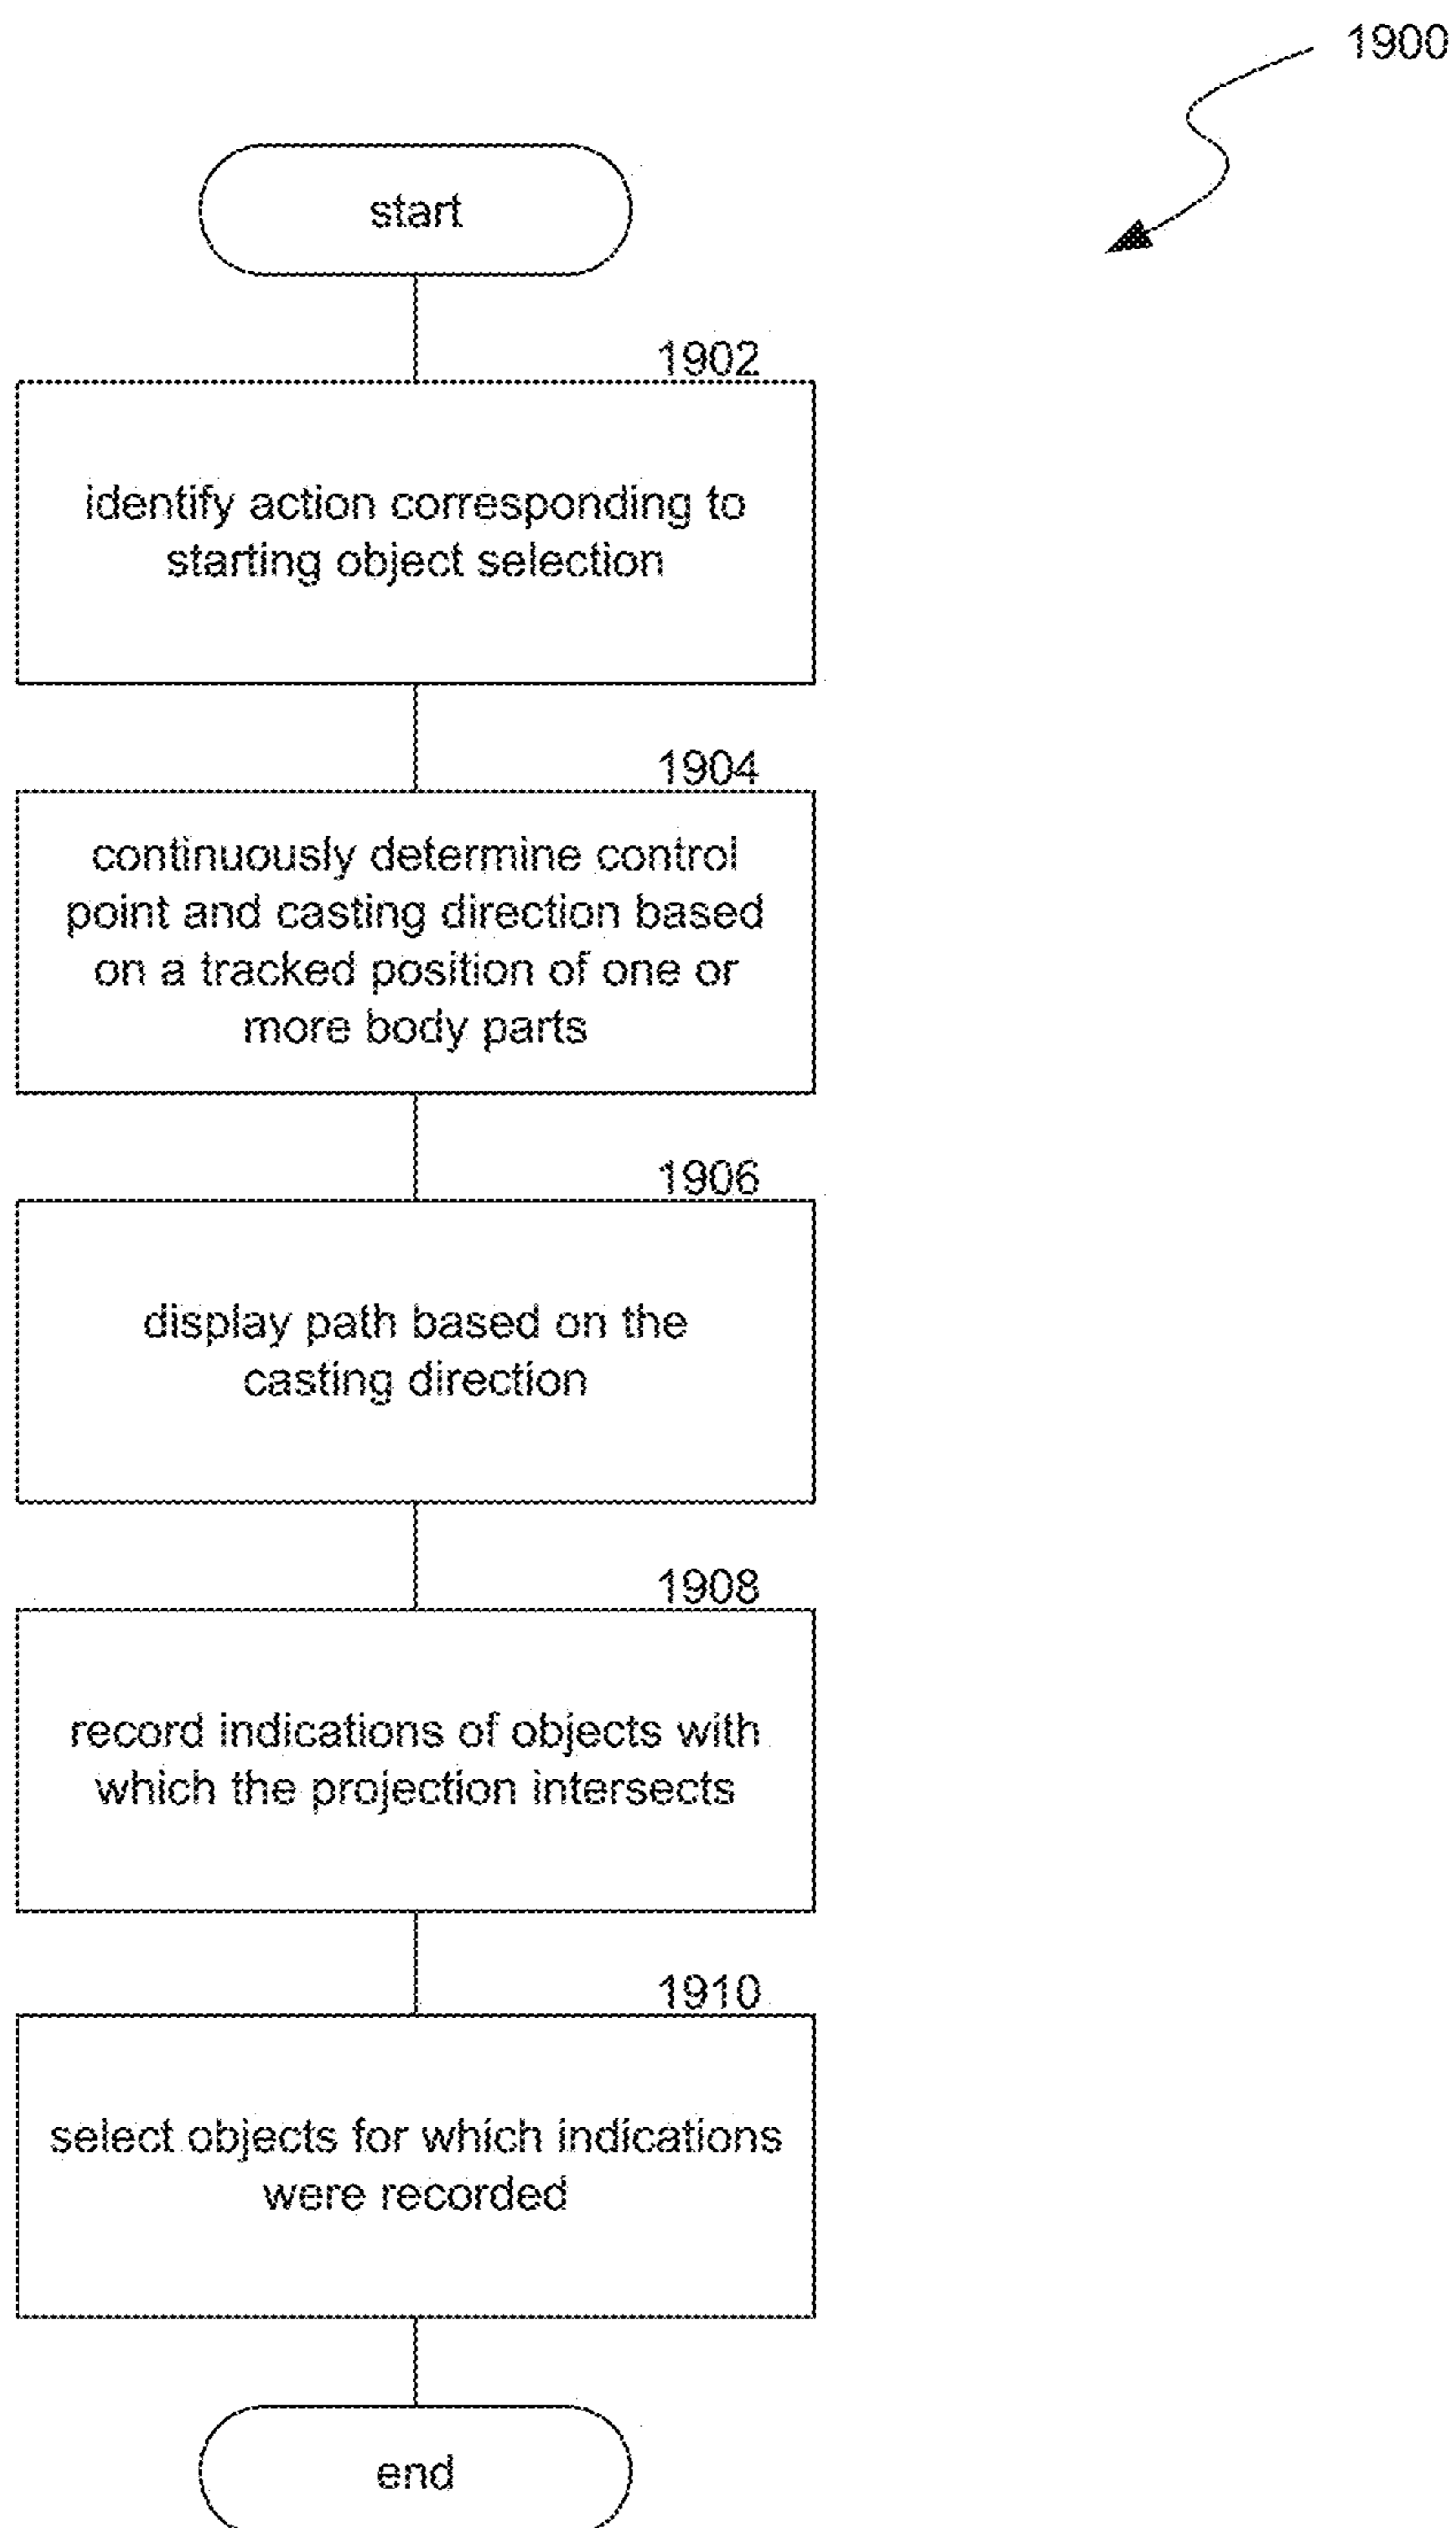 1900
start
1902
identify action corresponding to
starting object selection
1904
continuously determine control
point and casting direction based
on a tracked position of one or
more body parts
1906
display path based on the
casting direction
1908
record indications of objects with
which the projection intersects
1910
select objects for which indications
were recorded
end